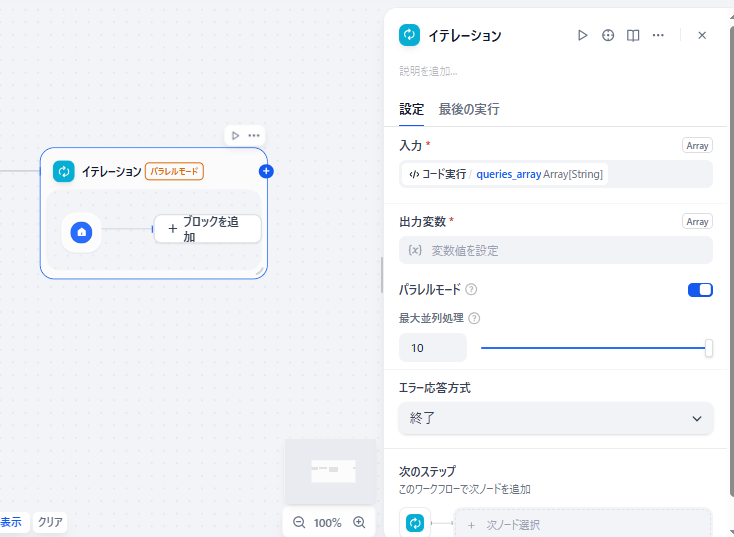 イテレーション
説明を追加...
設定 最後の実行
入力 * Array
コード実行 / queries_array Array[String]
出力変数 * Array
{x} 変数値を設定
パラレルモード ?
最大並列処理 ?
10
エラー応答方式
終了
次のステップ
このワークフローで次ノードを追加
+ 次ノード選択
イテレーション パラレルモード
+ ブロックを追
加
表示 クリア
100%